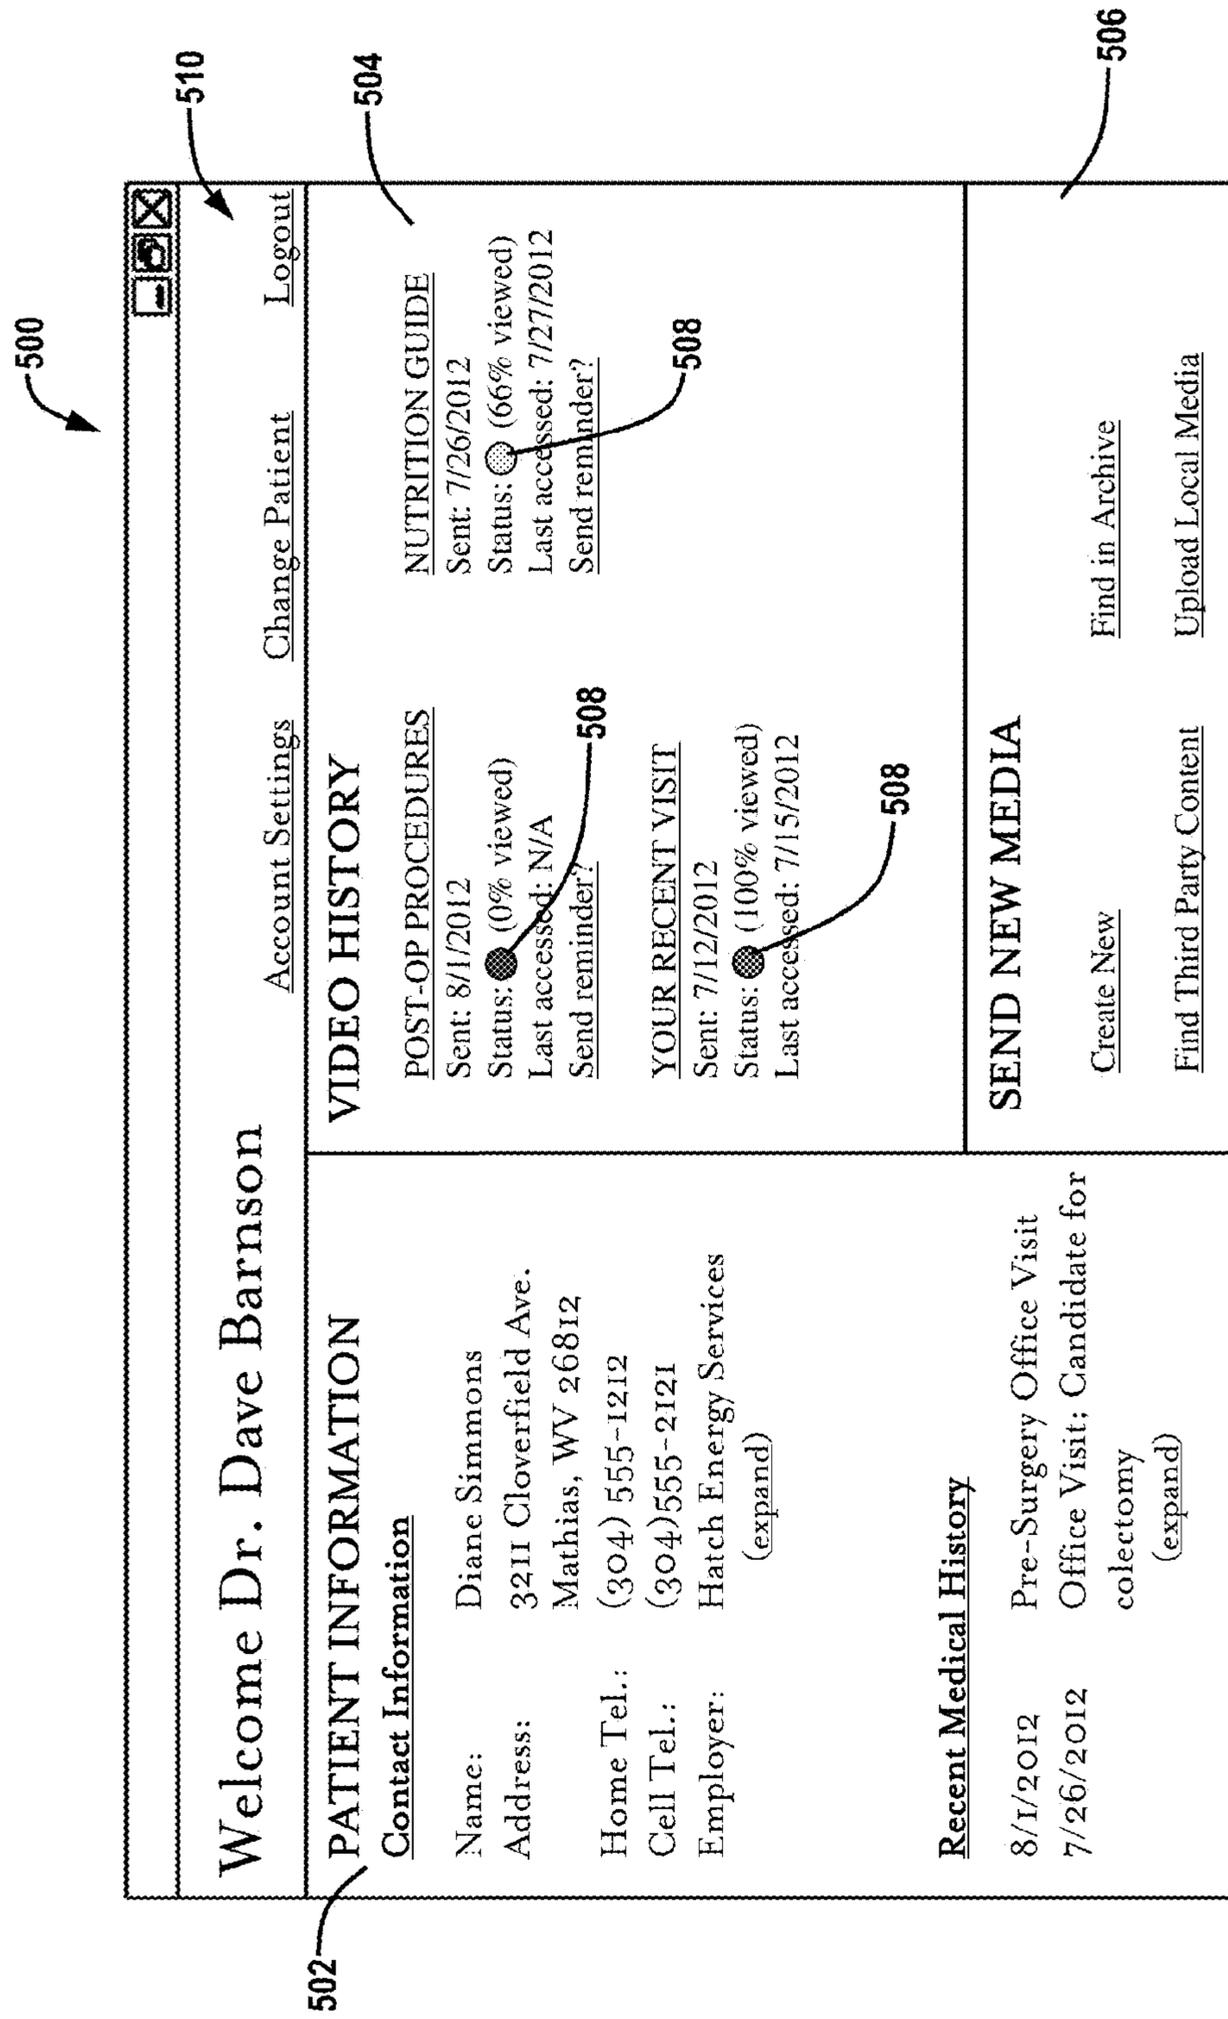 500
510
Welcome Dr. Dave Barnson
Account Settings Change Patient Logout
502
PATIENT INFORMATION
Contact Information
Name: Diane Simmons
Address: 3211 Cloverfield Ave.
Mathias, WV 26812
Home Tel.: (304) 555-1212
Cell Tel.: (304)555-2121
Employer: Hatch Energy Services
(expand)
Recent Medical History
8/1/2012 Pre-Surgery Office Visit
7/26/2012 Office Visit; Candidate for
colectomy
(expand)
504
VIDEO HISTORY
POST-OP PROCEDURES
Sent: 8/1/2012
Status: (0% viewed)
Last accessed: N/A
Send reminder?
508
NUTRITION GUIDE
Sent: 7/26/2012
Status: (66% viewed)
Last accessed: 7/27/2012
Send reminder?
508
YOUR RECENT VISIT
Sent: 7/12/2012
Status: (100% viewed)
Last accessed: 7/15/2012
508
506
SEND NEW MEDIA
Create New Find in Archive
Find Third Party Content Upload Local Media